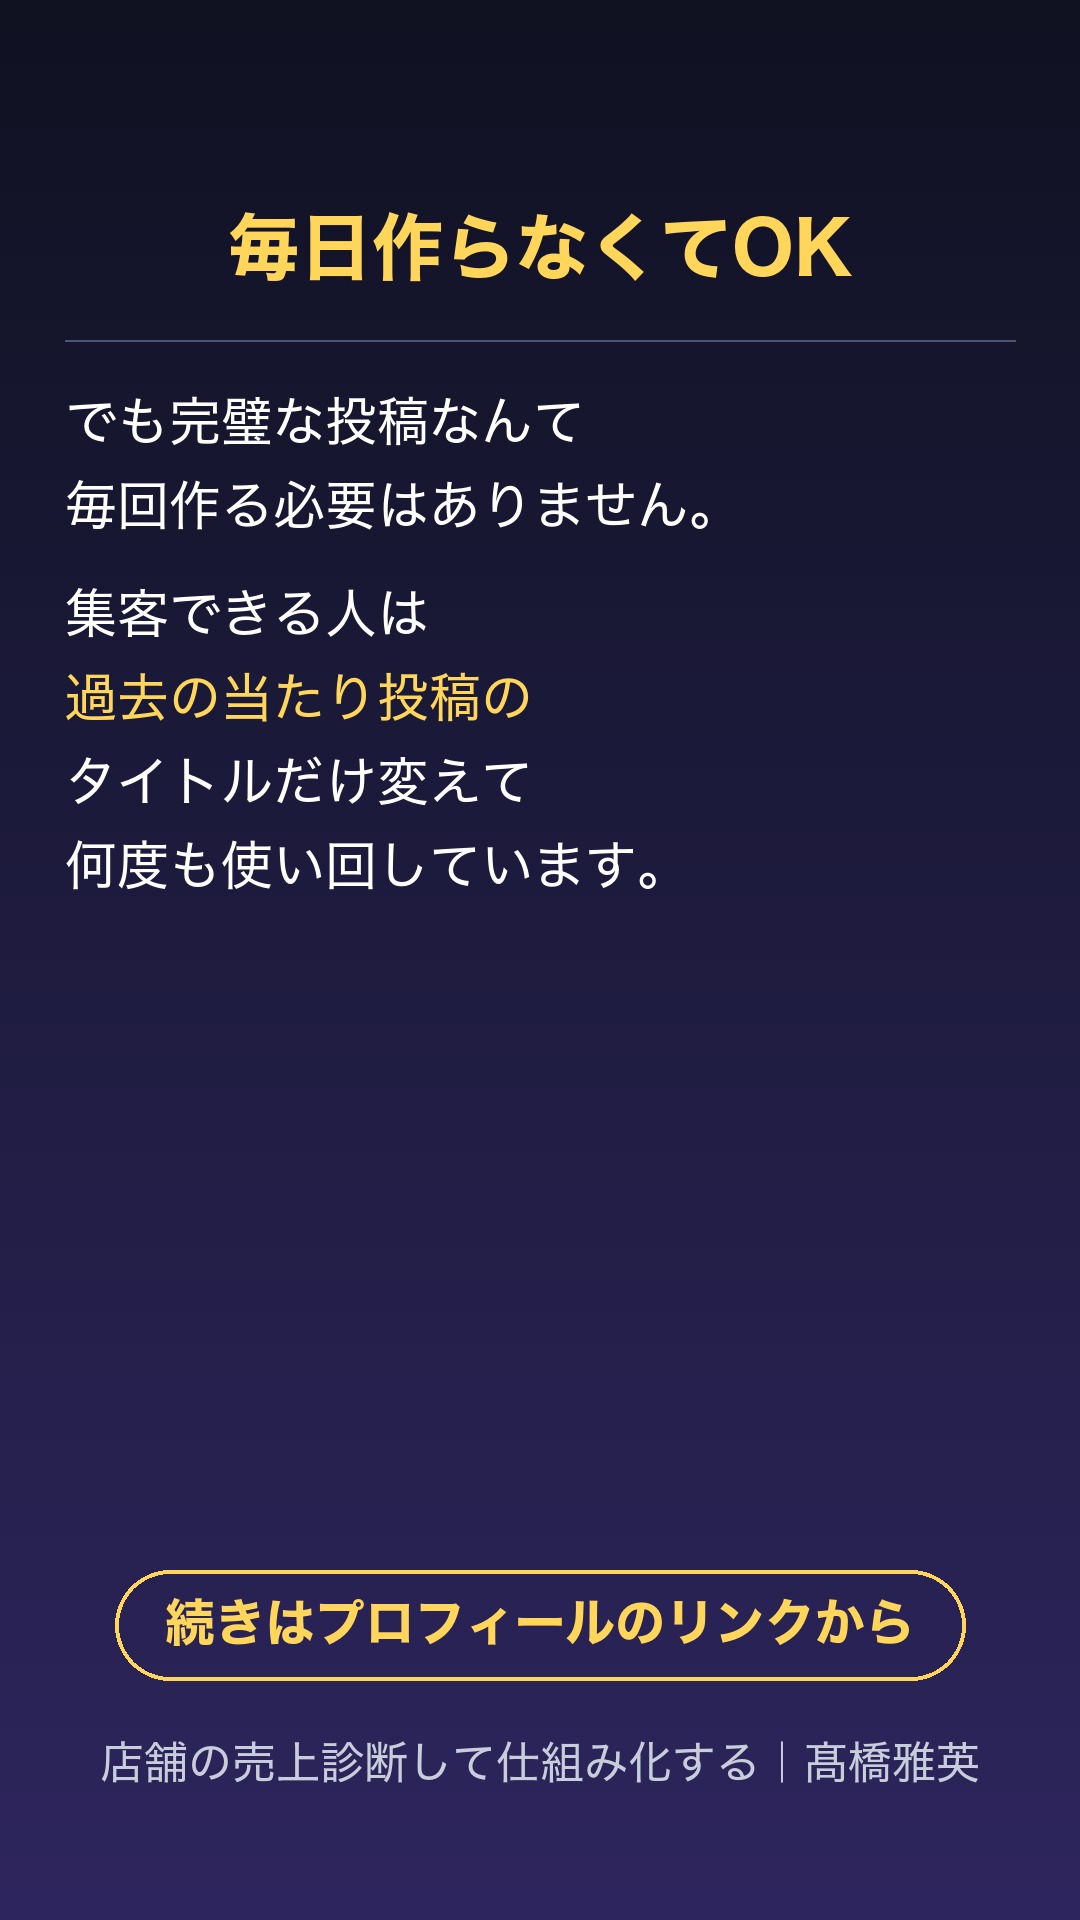 毎日作らなくてOK
でも完璧な投稿なんて
毎回作る必要はありません。
集客できる人は
過去の当たり投稿の
タイトルだけ変えて
何度も使い回しています。
続きはプロフィールのリンクから
店舗の売上診断して仕組み化する｜髙橋雅英